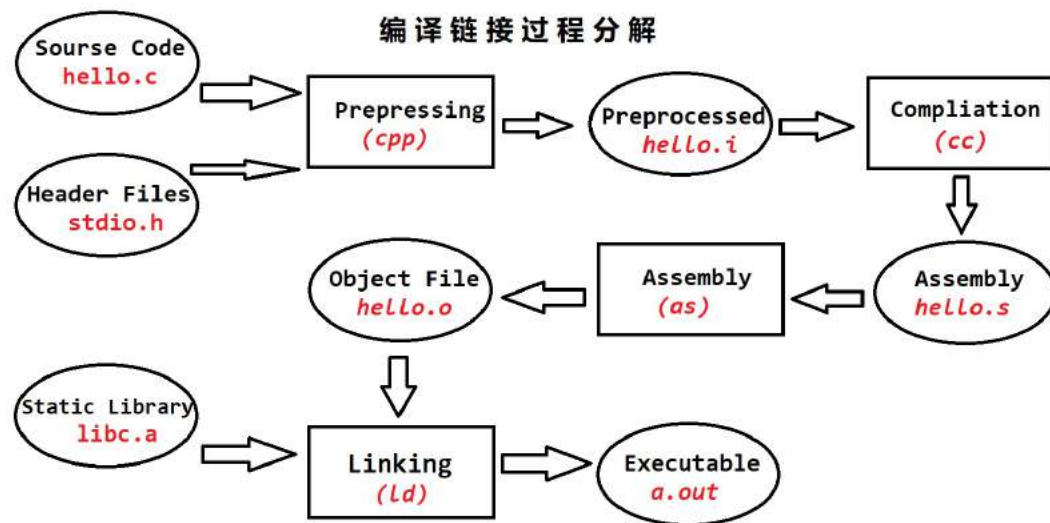 编译链接过程分解
Sourse Code
hello.c
Prepressing
(cpp)
Preprocessed
hello.i
Compliation
(cc)
Header Files
stdio.h
Object File
hello.o
Assembly
(as)
Assembly
hello.s
Static Library
libc.a
Linking
(ld)
Executable
a.out